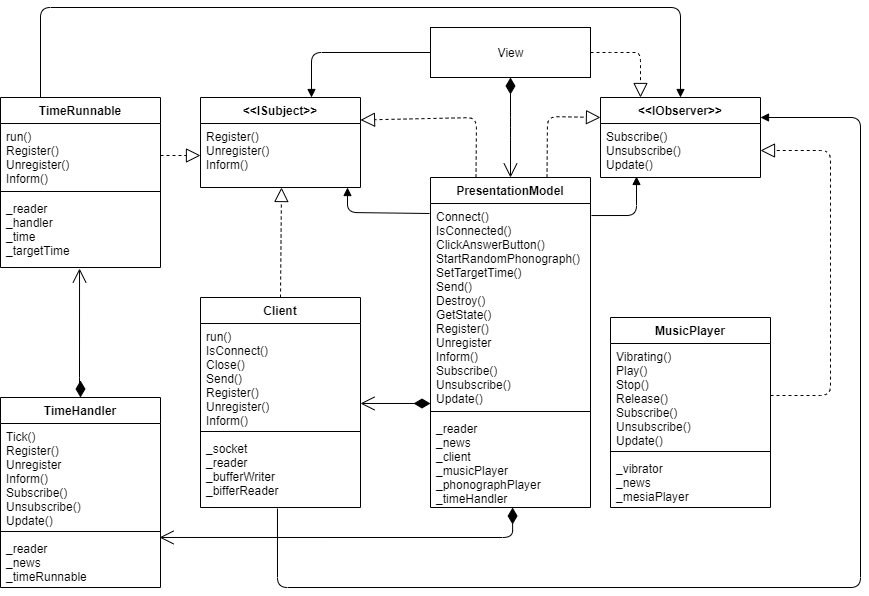 View
TimeRunnable
run()
Register()
Unregister()
Inform()
_reader
_handler
_time
_targetTime
<<ISubject>>
Register()
Unregister()
Inform()
<<IObserver>>
Subscribe()
Unsubscribe()
Update()
PresentationModel
Connect()
IsConnected()
ClickAnswerButton()
StartRandomPhonograph()
SetTargetTime()
Send()
Destroy()
GetState()
Register()
Unregister
Inform()
Subscribe()
Unsubscribe()
Update()
_reader
_news
_client
_musicPlayer
_phonographPlayer
_timeHandler
Client
run()
IsConnect()
Close()
Send()
Register()
Unregister()
Inform()
_socket
_reader
_bufferWriter
_bifferReader
MusicPlayer
Vibrating()
Play()
Stop()
Release()
Subscribe()
Unsubscribe()
Update()
_vibrator
_news
_mesiaPlayer
TimeHandler
Tick()
Register()
Unregister
Inform()
Subscribe()
Unsubscribe()
Update()
_reader
_news
_timeRunnable